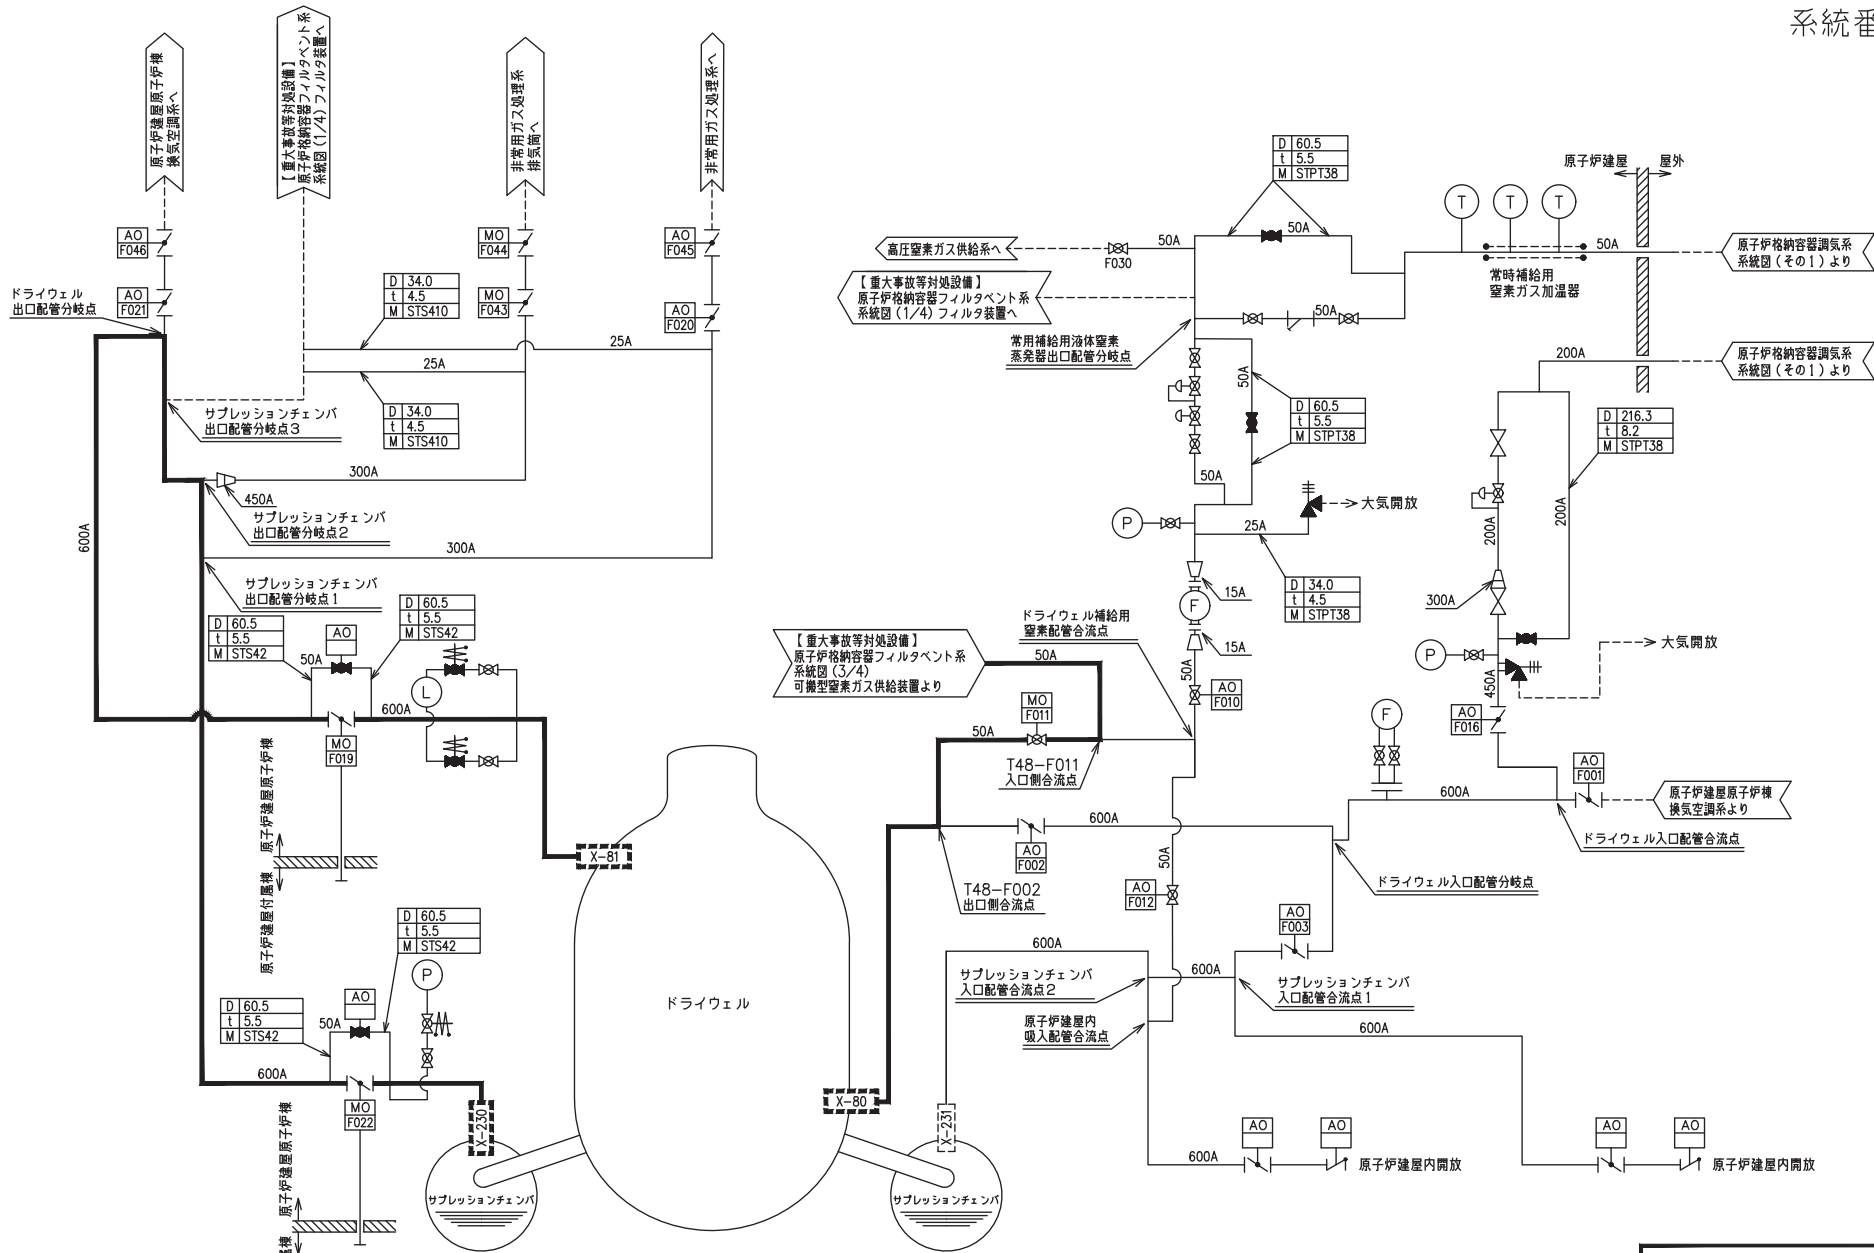 系統番
原子炉建屋原子炉棟
換気空調系へ
【重大事故等対処設備】
原子炉格納容器フィルタベント系
系統図(1/4)フィルタ装置へ
非常用ガス処理系
排気筒へ
非常用ガス処理系へ
AO
F046
MO
F044
AO
F045
AO
F021
MO
F043
AO
F020
ドライウェル
出口配管分岐点
D 34.0
t 4.5
M STS410
25A
25A
D 34.0
t 4.5
M STS410
サプレッションチェンバ
出口配管分岐点3
300A
450A
サプレッションチェンバ
出口配管分岐点2
600A
300A
サプレッションチェンバ
出口配管分岐点1
D 60.5
t 5.5
M STS42
D 60.5
t 5.5
M STS42
AO
50A
L
600A
MO
F019
原子炉建屋原子炉棟
原子炉建屋付属棟
X-81
D 60.5
t 5.5
M STS42
D 60.5
t 5.5
M STS42
AO
50A
P
600A
MO
F022
原子炉建屋原子炉棟
属棟
X-230
サプレッションチェンバ
ドライウェル
X-80
X-231
サプレッションチェンバ
D 60.5
t 5.5
M STPT38
50A
高圧窒素ガス供給系へ
F030
50A
【重大事故等対処設備】
原子炉格納容器フィルタベント系
系統図(1/4)フィルタ装置へ
常用補給用液体窒素
蒸発器出口配管分岐点
50A
T
T
T
原子炉建屋
屋外
50A
常時補給用
窒素ガス加温器
原子炉格納容器調気系
系統図(その1)より
原子炉格納容器調気系
系統図(その1)より
200A
50A
D 60.5
t 5.5
M STPT38
D 216.3
t 8.2
M STPT38
50A
P
大気開放
25A
D 34.0
t 4.5
M STPT38
15A
F
15A
50A
AO
F010
ドライウェル補給用
窒素配管合流点
200A
200A
300A
P
大気開放
450A
AO
F016
F
AO
F001
原子炉建屋原子炉棟
換気空調系より
600A
ドライウェル入口配管合流点
【重大事故等対処設備】
原子炉格納容器フィルタベント系
系統図(3/4)
可搬型窒素ガス供給装置より
50A
MO
F011
50A
T48-F011
入口側合流点
600A
AO
F002
T48-F002
出口側合流点
50A
AO
F012
ドライウェル入口配管分岐点
AO
F003
600A
600A
サプレッションチェンバ
入口配管合流点2
サプレッションチェンバ
入口配管合流点1
原子炉建屋内
吸入配管合流点
600A
600A
AO
AO
原子炉建屋内開放
AO
AO
原子炉建屋内開放